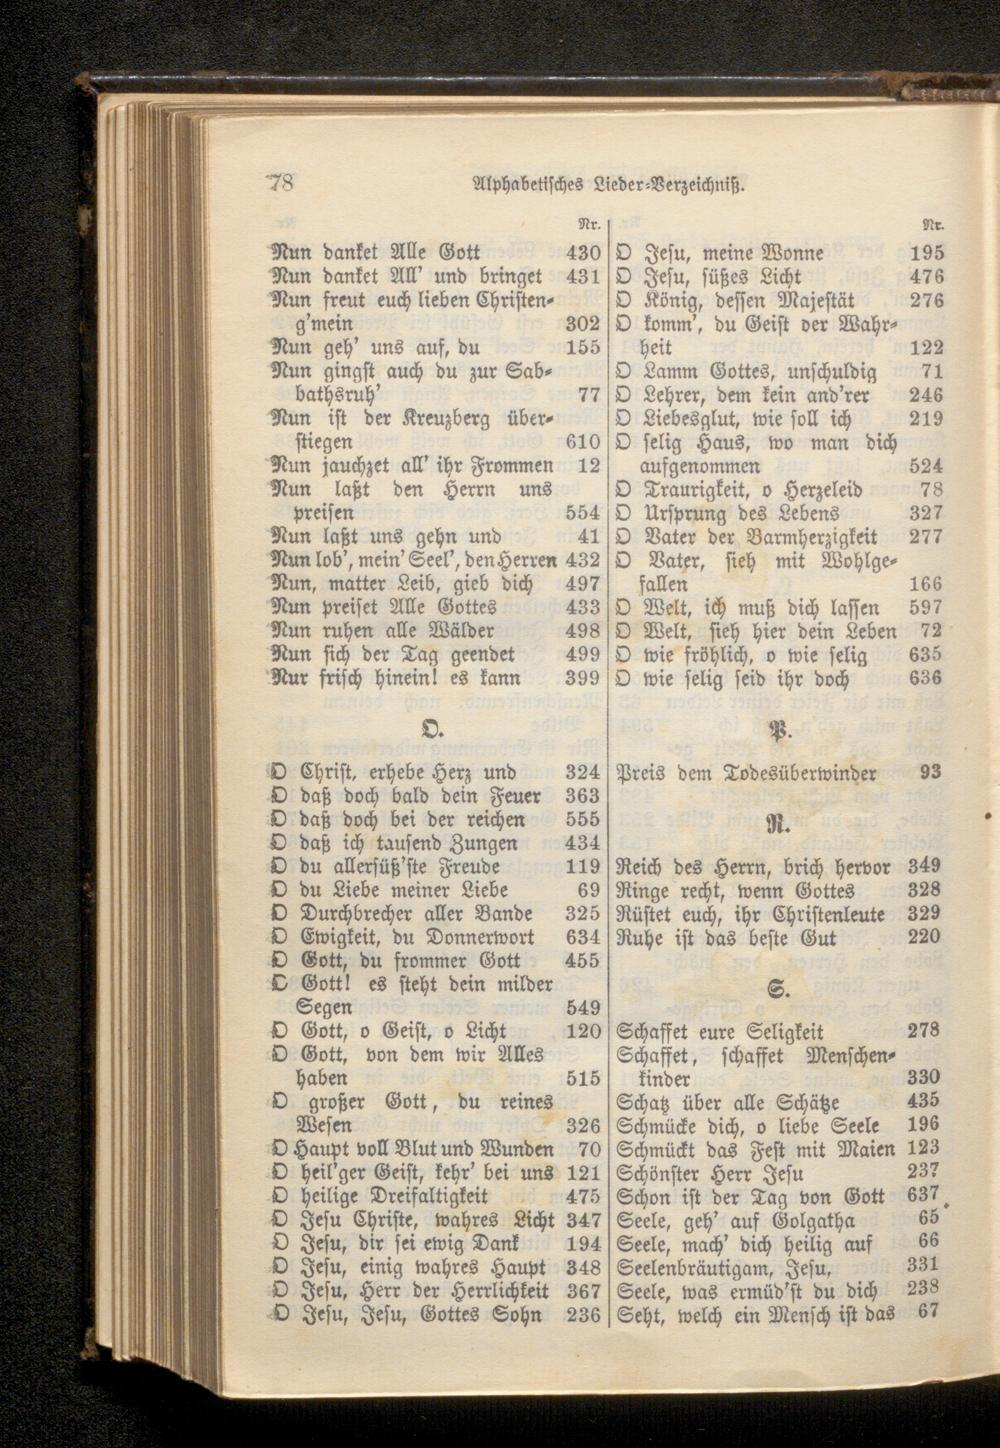 78
Alphabetisches Lieder-Verzeichniß.
Nr.
Nun danket Alle Gott 430
Nun danket All' und bringet 431
Nun freut euch lieben Christen-
g'mein 302
Nun geh' uns auf, du 155
Nun gingst auch du zur Sab-
bathsruh' 77
Nun ist der Kreuzberg über-
stiegen 610
Nun jauchzet all' ihr Frommen 12
Nun laßt den Herrn uns
preisen 554
Nun laßt uns gehn und 41
Nun lob', mein' Seel', den Herren 432
Nun, matter Leib, gieb dich 497
Nun preiset Alle Gottes 433
Nun ruhen alle Wälder 498
Nun sich der Tag geendet 499
Nur frisch hinein! es kann 399
O.
O Christ, erhebe Herz und 324
O daß doch bald dein Feuer 363
O daß doch bei der reichen 555
O daß ich tausend Zungen 434
O du allersüß'ste Freude 119
O du Liebe meiner Liebe 69
O Durchbrecher aller Bande 325
O Ewigkeit, du Donnerwort 634
O Gott, du frommer Gott 455
O Gott! es steht dein milder
Segen 549
O Gott, o Geist, o Licht 120
O Gott, von dem wir Alles
haben 515
O großer Gott, du reines
Wesen 326
O Haupt voll Blut und Wunden 70
O heil'ger Geist, kehr' bei uns 121
O heilige Dreifaltigkeit 475
O Jesu Christe, wahres Licht 347
O Jesu, dir sei ewig Dank 194
O Jesu, einig wahres Haupt 348
O Jesu, Herr der Herrlichkeit 367
O Jesu, Jesu, Gottes Sohn 236
Nr.
O Jesu, meine Wonne 195
O Jesu, süßes Licht 476
O König, dessen Majestät 276
O komm', du Geist der Wahr-
heit 122
O Lamm Gottes, unschuldig 71
O Lehrer, dem kein and'rer 246
O Liebesglut, wie soll ich 219
O selig Haus, wo man dich
aufgenommen 524
O Traurigkeit, o Herzeleid 78
O Ursprung des Lebens 327
O Vater der Barmherzigkeit 277
O Vater, sieh mit Wohlge-
fallen 166
O Welt, ich muß dich lassen 597
O Welt, sieh hier dein Leben 72
O wie fröhlich, o wie selig 635
O wie selig seid ihr doch 636
P.
Preis dem Todesüberwinder 93
R.
Reich des Herrn, brich hervor 349
Ringe recht, wenn Gottes 328
Rüstet euch, ihr Christenleute 329
Ruhe ist das beste Gut 220
S.
Schaffet eure Seligkeit 278
Schaffet, schaffet Menschen-
kinder 330
Schatz über alle Schätze 435
Schmücke dich, o liebe Seele 196
Schmückt das Fest mit Maien 123
Schönster Herr Jesu 237
Schon ist der Tag von Gott 637
Seele, geh' auf Golgatha 65
Seele, mach' dich heilig auf 66
Seelenbräutigam, Jesu, 331
Seele, was ermüd'st du dich 238
Seht, welch ein Mensch ist das 67